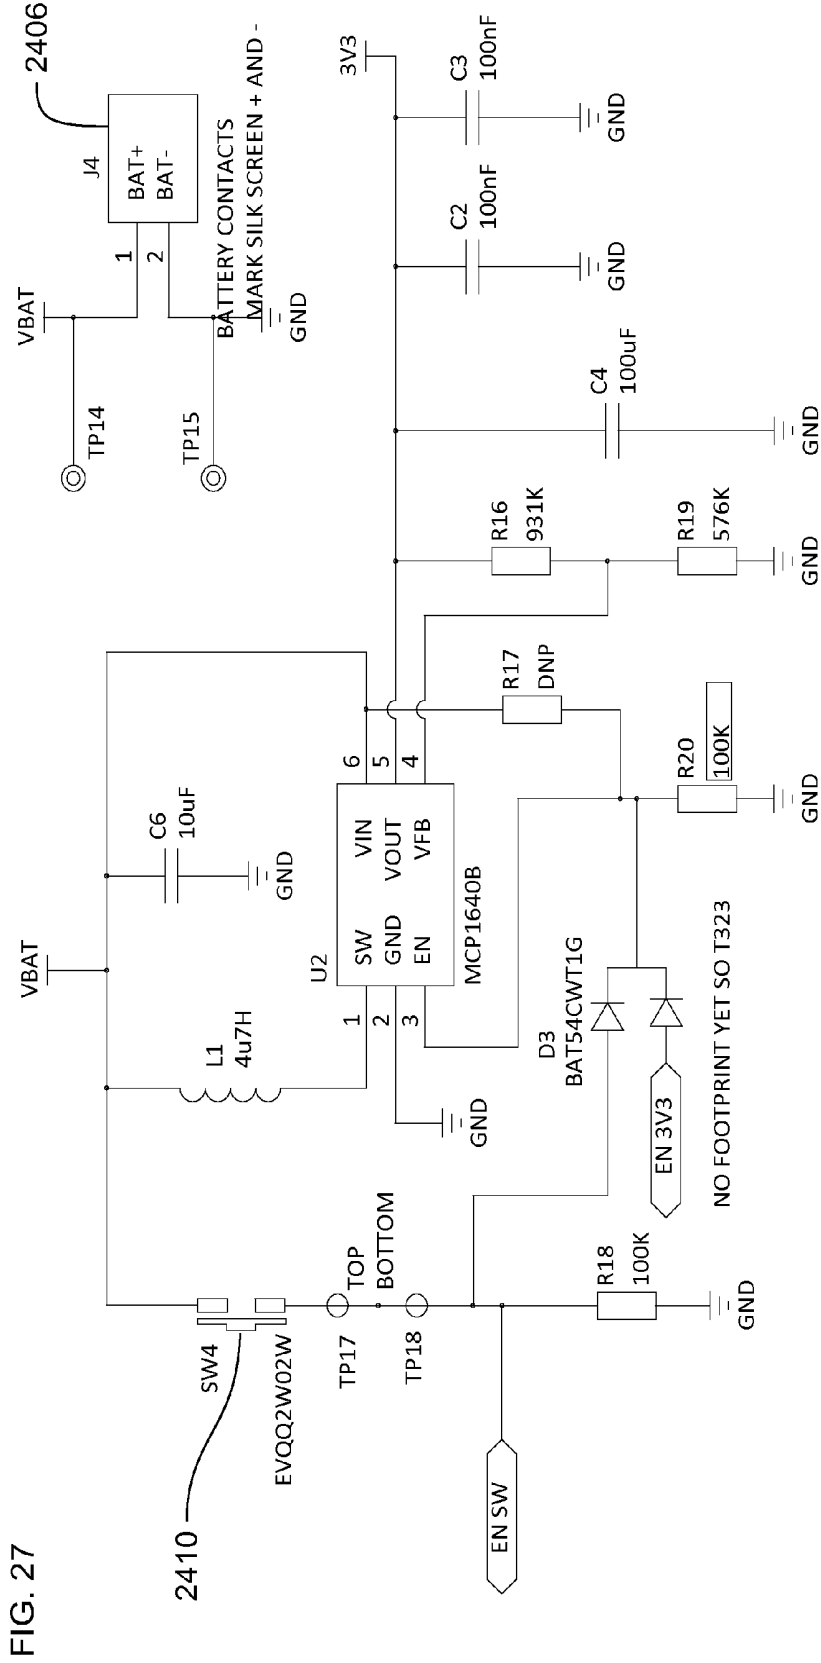 FIG. 27
2410
SW4
EVQQ2W02W
TP17
TOP
BOTTOM
TP18
EN SW
R18
100K
GND
VBAT
L1
4u7H
C6
10uF
GND
U2
1
2
3
SW
GND
EN
VIN
VOUT
VFB
6
5
4
MCP1640B
GND
D3
BAT54CWT1G
EN 3V3
NO FOOTPRINT YET SO T323
R17
DNP
R20
100K
GND
R16
931K
R19
576K
GND
C4
100uF
GND
C2
100nF
GND
C3
100nF
GND
3V3
2406
J4
BAT+
BAT-
1
2
VBAT
TP14
TP15
BATTERY CONTACTS
MARK SILK SCREEN + AND -
GND